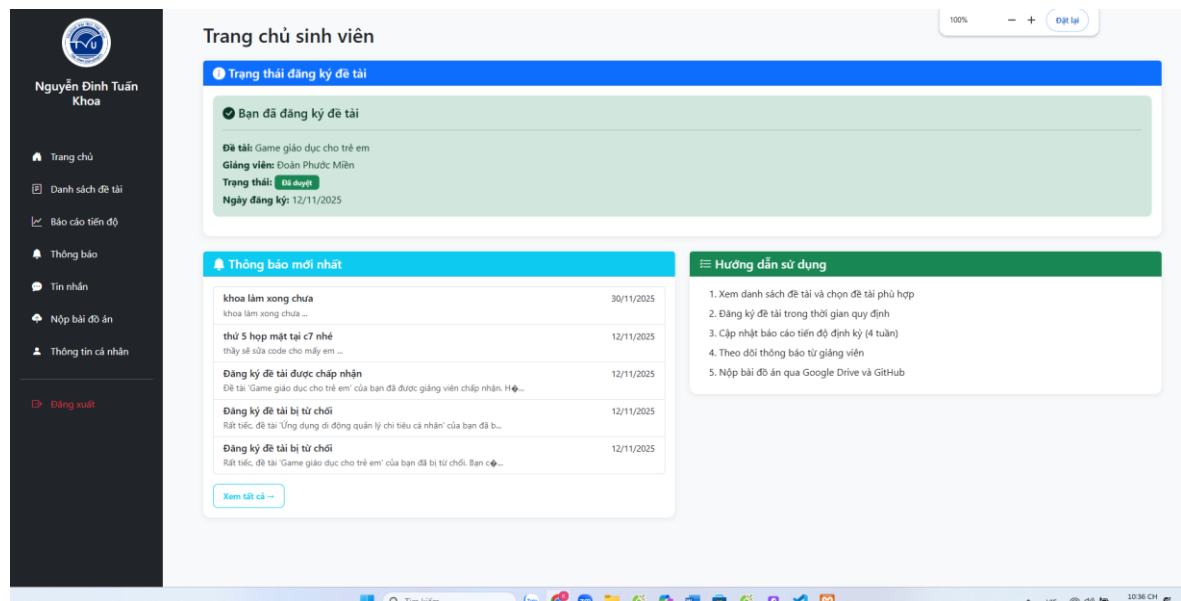 100%
Đặt lại
TVU
Trang chủ sinh viên
Nguyễn Đinh Tuấn
Khoa
Trạng thái đăng ký đề tài
Bạn đã đăng ký đề tài
Đề tài: Game giáo dục cho trẻ em
Giảng viên: Đoàn Phước Miền
Trạng thái: Đã duyệt
Ngày đăng ký: 12/11/2025
Trang chủ
Danh sách đề tài
Báo cáo tiến độ
Thông báo
Tin nhắn
Nộp bài đồ án
Thông tin cá nhân
Đăng xuất
Thông báo mới nhất
khoa làm xong chưa 30/11/2025
khoa làm xong chưa ...
thứ 5 họp mặt tại c7 nhé 12/11/2025
thầy sẽ sửa code cho mấy em ...
Đăng ký đề tài được chấp nhận 12/11/2025
Đề tài 'Game giáo dục cho trẻ em' của bạn đã được giảng viên chấp nhận. H�...
Đăng ký đề tài bị từ chối 12/11/2025
Rất tiếc, đề tài 'Ứng dụng di động quản lý chi tiêu cá nhân' của bạn đã b...
Đăng ký đề tài bị từ chối 12/11/2025
Rất tiếc, đề tài 'Game giáo dục cho trẻ em' của bạn đã bị từ chối. Bạn c�...
Xem tất cả →
Hướng dẫn sử dụng
1. Xem danh sách đề tài và chọn đề tài phù hợp
2. Đăng ký đề tài trong thời gian quy định
3. Cập nhật báo cáo tiến độ định kỳ (4 tuần)
4. Theo dõi thông báo từ giảng viên
5. Nộp bài đồ án qua Google Drive và GitHub
Tìm kiếm
10:36 CH